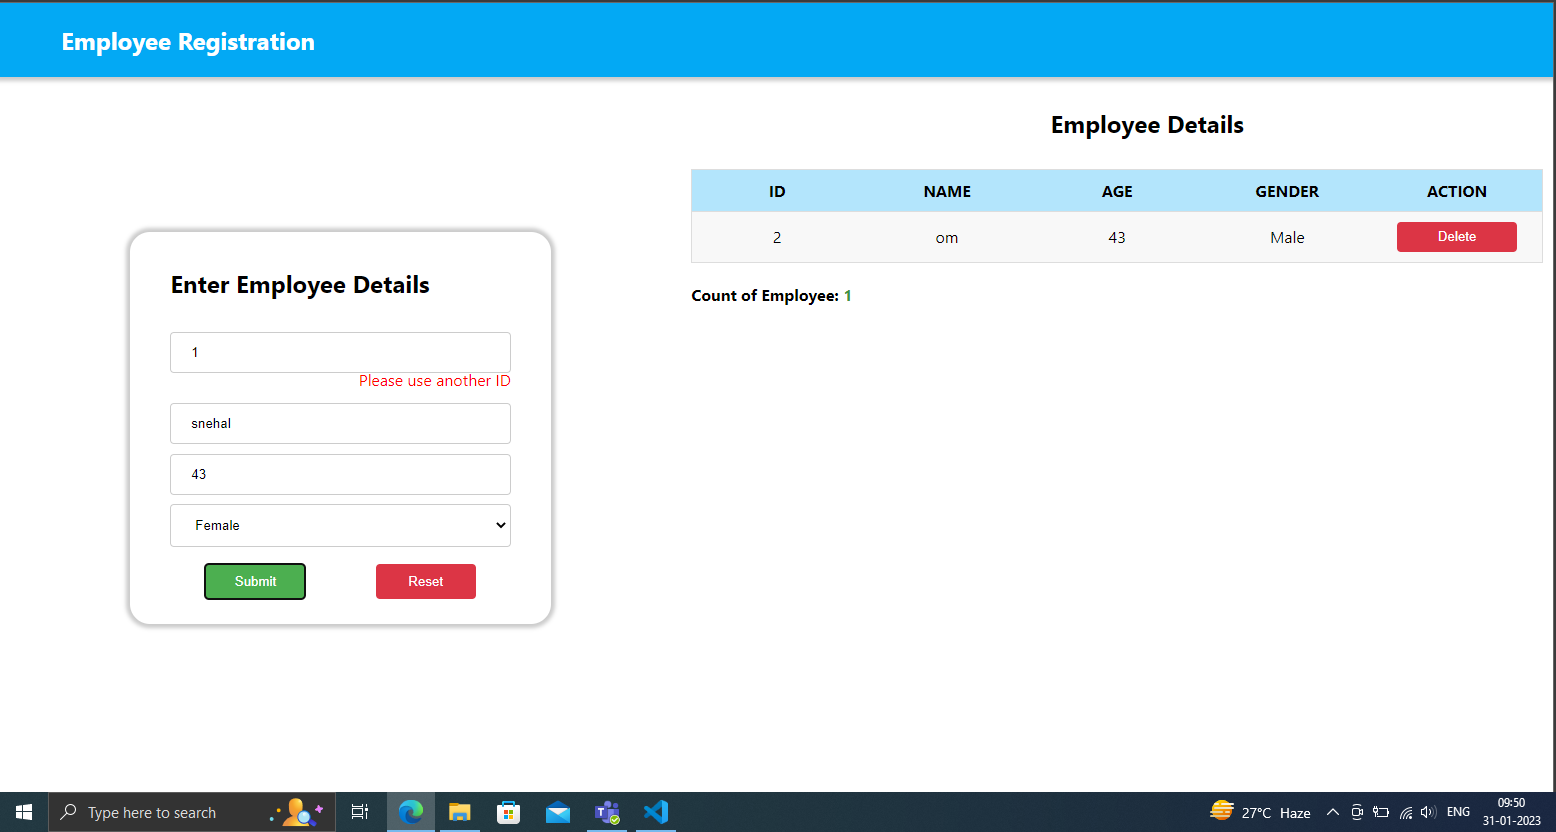 Employee Registration
Enter Employee Details
1
Please use another ID
snehal
43
Female
Submit Reset
Employee Details
ID NAME AGE GENDER ACTION
2 om 43 Male Delete
Count of Employee: 1
Type here to search
27°C Haze
ENG
09:50
31-01-2023